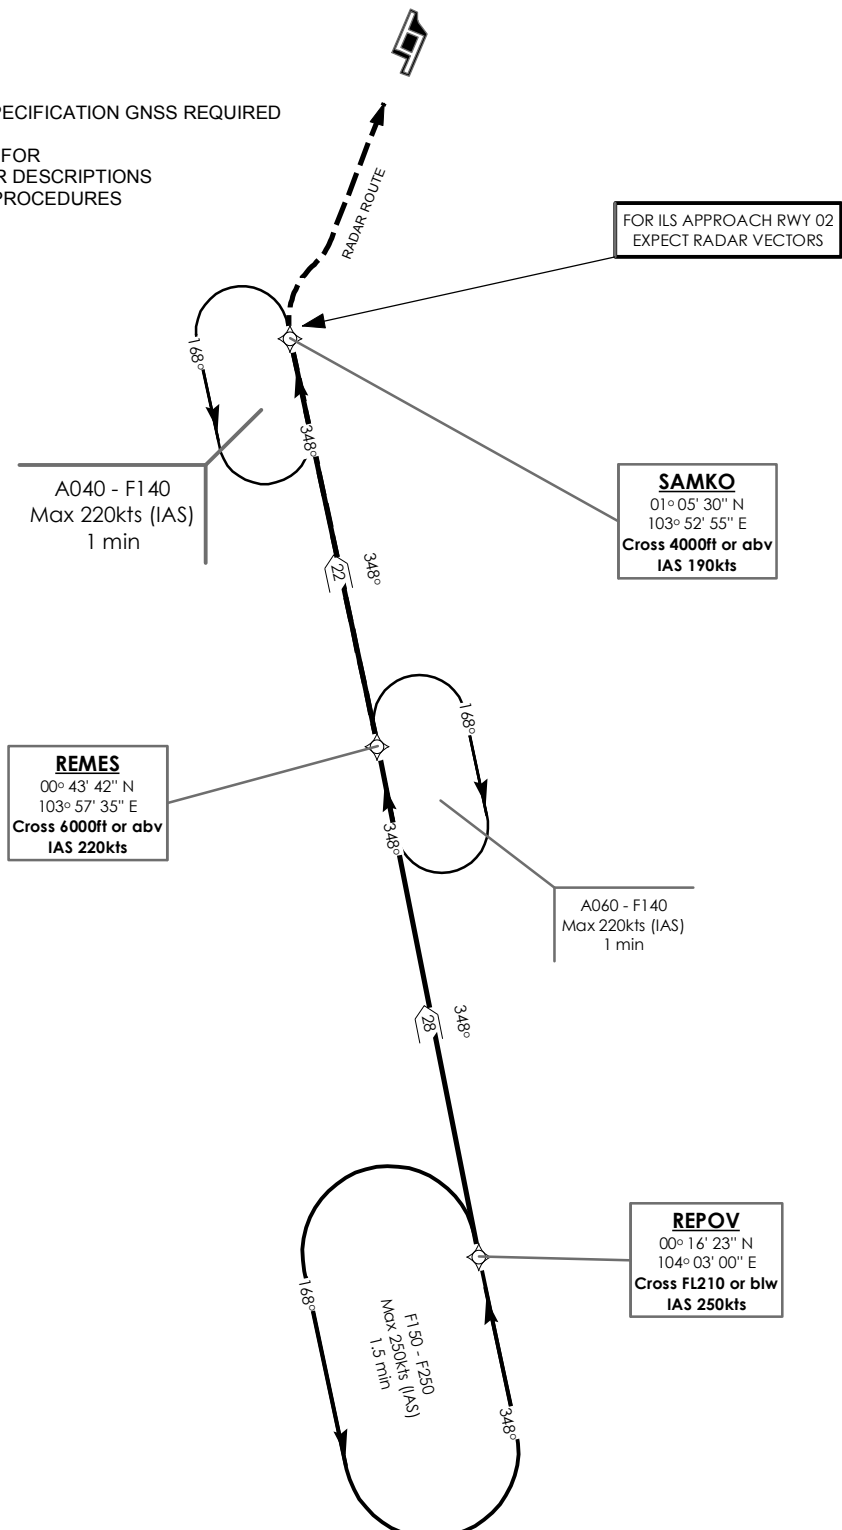 PECIFICATION GNSS REQUIRED
FOR
R DESCRIPTIONS
PROCEDURES
RADAR ROUTE
FOR ILS APPROACH RWY 02
EXPECT RADAR VECTORS
168°
348°
A040 - F140
Max 220kts (IAS)
1 min
SAMKO
01° 05' 30" N
103° 52' 55" E
Cross 4000ft or abv
IAS 190kts
22
348°
168°
REMES
00° 43' 42" N
103° 57' 35" E
Cross 6000ft or abv
IAS 220kts
348°
A060 - F140
Max 220kts (IAS)
1 min
28
348°
REPOV
00° 16' 23" N
104° 03' 00" E
Cross FL210 or blw
IAS 250kts
168°
F150 - F250
Max 250kts (IAS)
1.5 min
348°